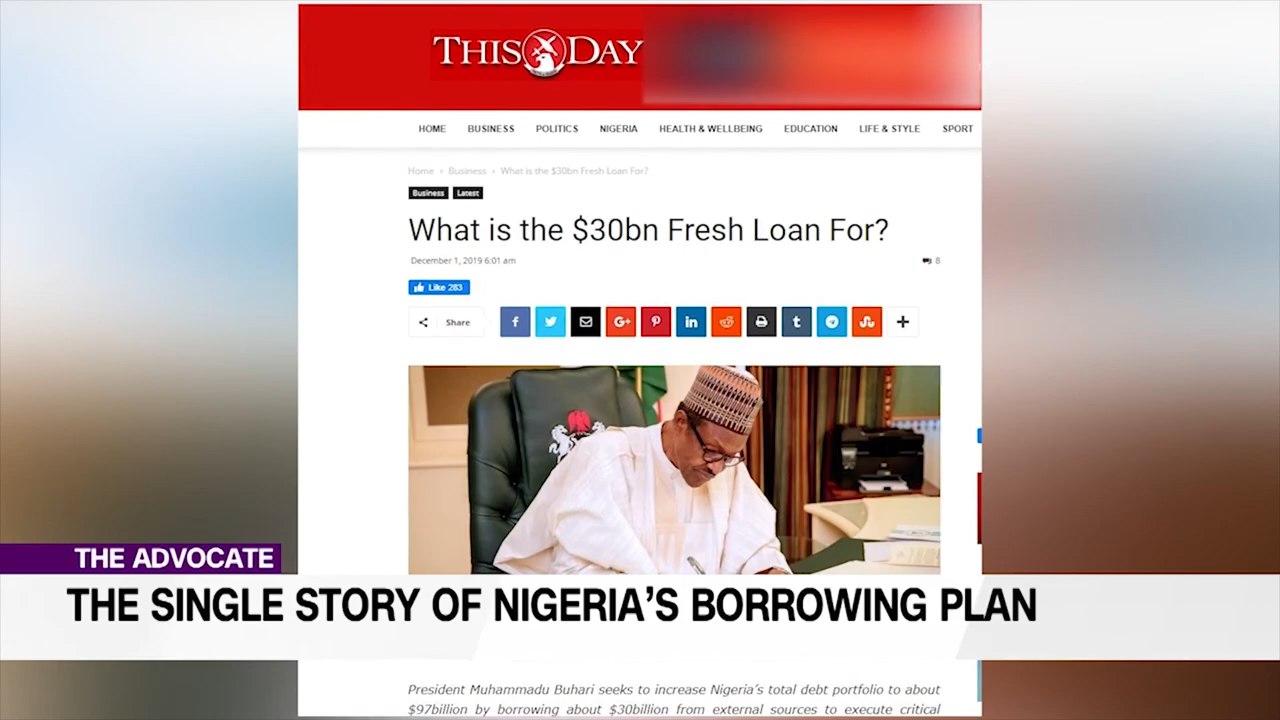 THISDAY
HOME BUSINESS POLITICS NIGERIA HEALTH & WELLBEING EDUCATION LIFE & STYLE SPORT
Home › Business › What is the $30bn Fresh Loan For?
Business Latest
What is the $30bn Fresh Loan For?
December 1, 2019 6:01 am 8
Like 283
Share f G+ in t +
THE ADVOCATE
THE SINGLE STORY OF NIGERIA'S BORROWING PLAN
President Muhammadu Buhari seeks to increase Nigeria's total debt portfolio to about
$97billion by borrowing about $30billion from external sources to execute critical